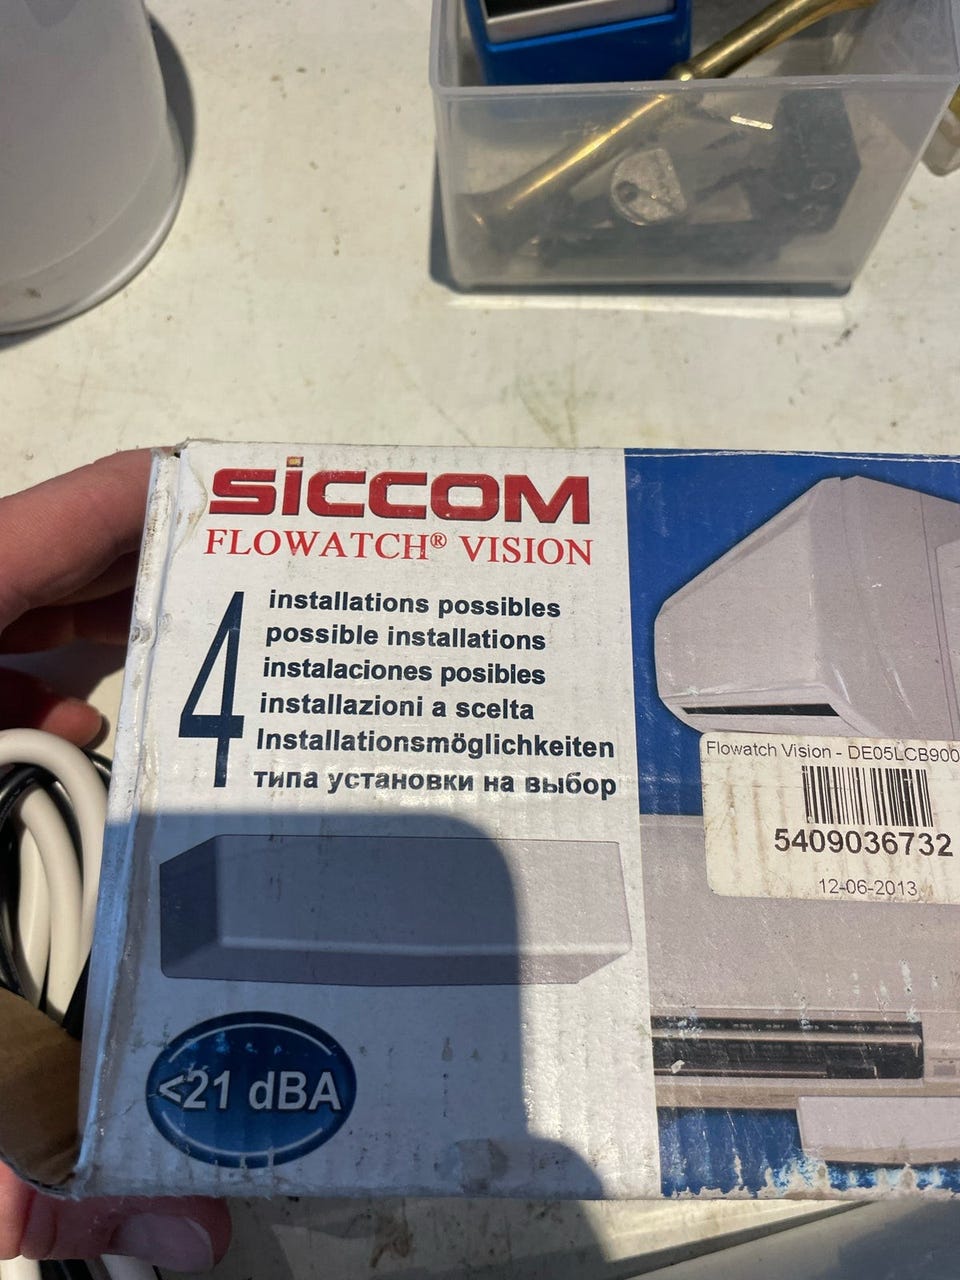 SICCOM
FLOWATCH® VISION
4
installations possibles
possible installations
instalaciones posibles
installazioni a scelta
Installationsmöglichkeiten
типа установки на выбор
<21 dBA
Flowatch Vision - DE05LCB900
5409036732
12-06-2013